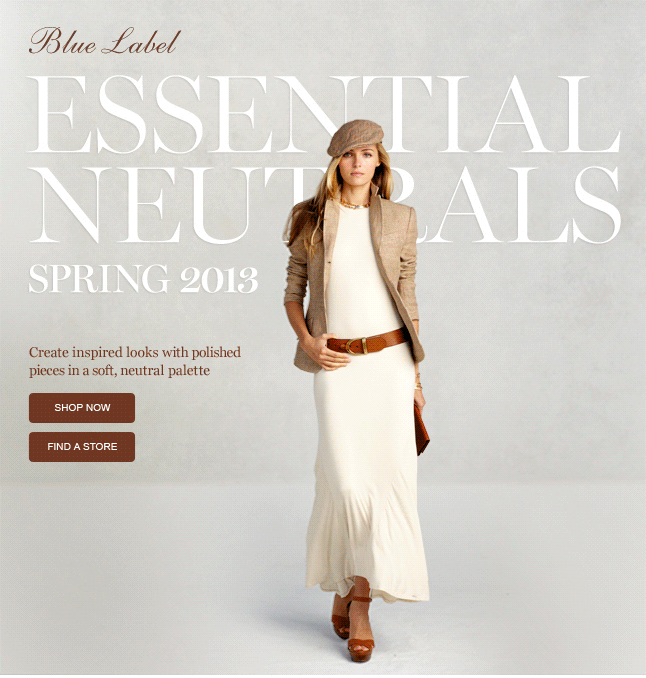 Blue Label
ESSENTIAL
NEUTRALS
SPRING 2013
Create inspired looks with polished
pieces in a soft, neutral palette
SHOP NOW
FIND A STORE